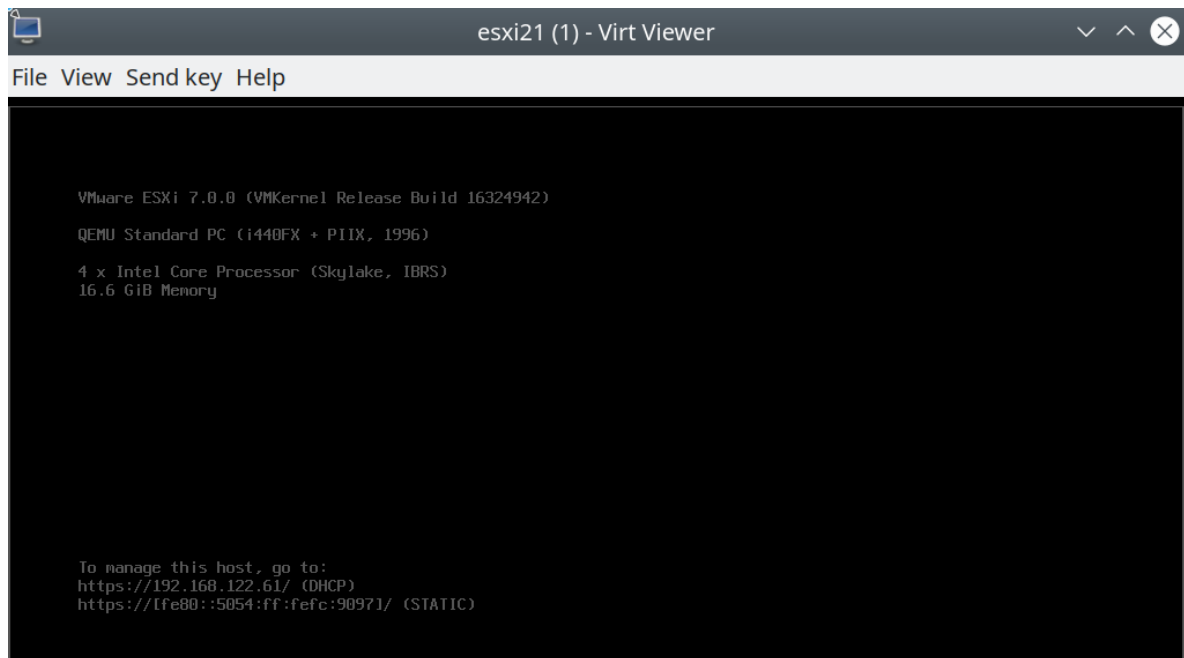 esxi21 (1) - Virt Viewer
File View Send key Help
VMware ESXi 7.0.0 (VMKernel Release Build 16324942)
QEMU Standard PC (i440FX + PIIX, 1996)
4 x Intel Core Processor (Skylake, IBRS)
16.6 GiB Memory
To manage this host, go to:
https://192.168.122.61/ (DHCP)
https://[fe80::5054:ff:fefc:9097]/ (STATIC)